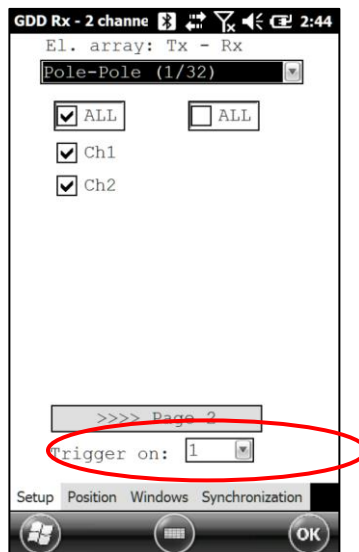 GDD Rx - 2 channe 2:44
El. array: Tx - Rx
Pole-Pole (1/32)
ALL ALL
Ch1
Ch2
>>>> Page 2
Trigger on: 1
Setup Position Windows Synchronization
OK